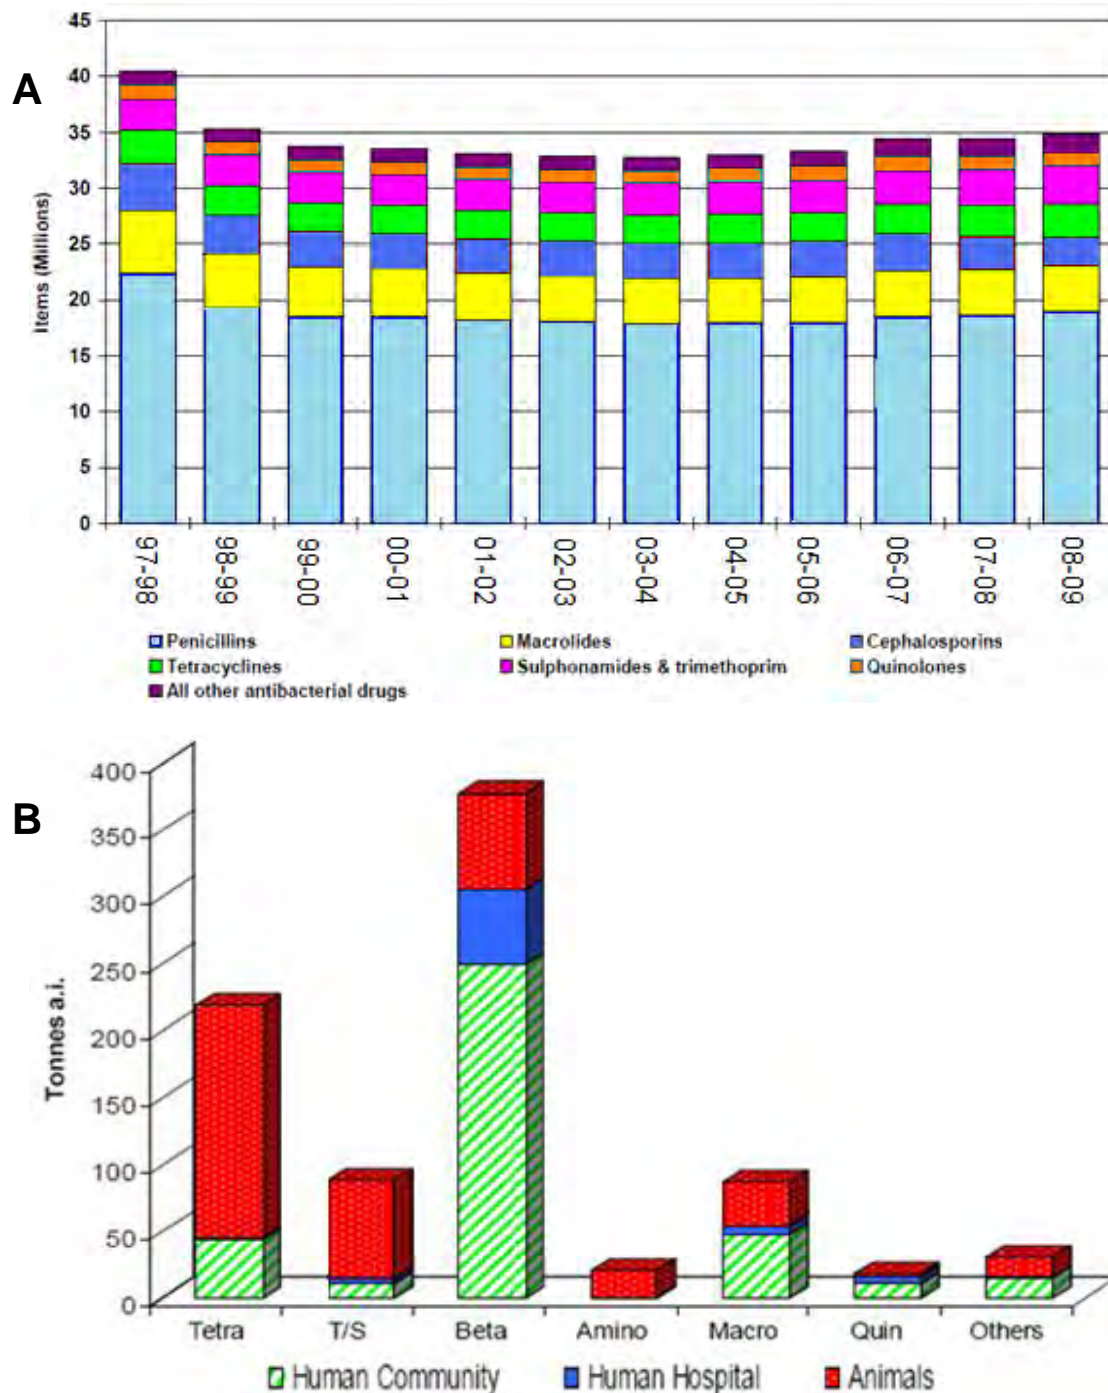 A
45
40
35
30
25
20
15
10
5
0
Items (Millions)
97-98 98-99 99-000 00-01 01-02 02-03 03-04 04-05 05-06 06-07 07-08 08-09
Penicillins Macrolides Cephalosporins
Tetracyclines Sulphonamides & trimethoprim Quinolones
All other antibacterial drugs
B
400
350
300
250
200
150
100
50
0
Tonnes a.i.
Tetra T/S Beta Amino Macro Quin Others
Human Community Human Hospital Animals